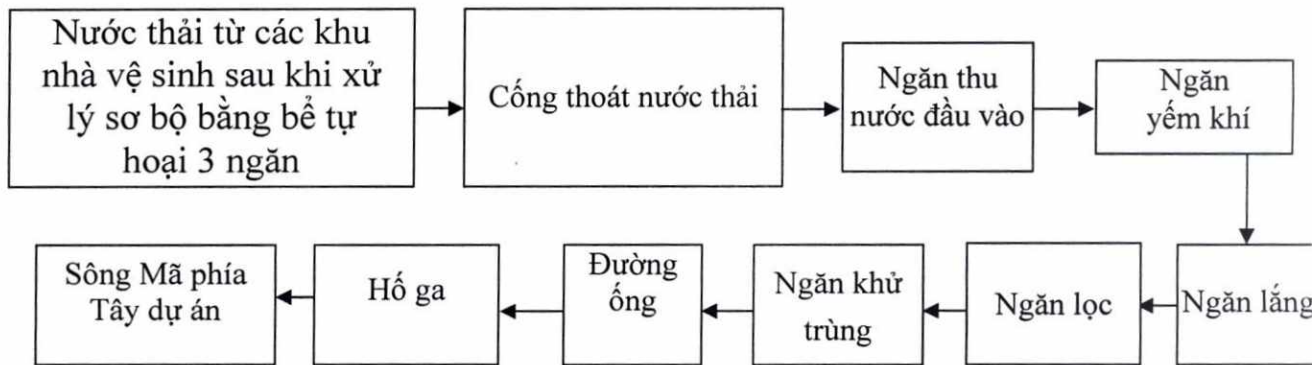 Nước thải từ các khu
nhà vệ sinh sau khi xử
lý sơ bộ bằng bể tự
hoại 3 ngăn
Cống thoát nước thải
Ngăn thu
nước đầu vào
Ngăn
yếm khí
Ngăn lắng
Ngăn lọc
Ngăn khử
trùng
Đường
ống
Hố ga
Sông Mã phía
Tây dự án